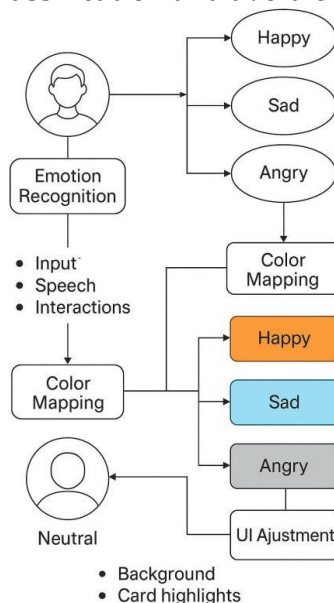 Happy
Sad
Angry
Emotion
Recognition
• Input
• Speech
• Interactions
Color
Mapping
Color
Mapping
Happy
Sad
Angry
Neutral
UI Ajustment
• Background
• Card highlights